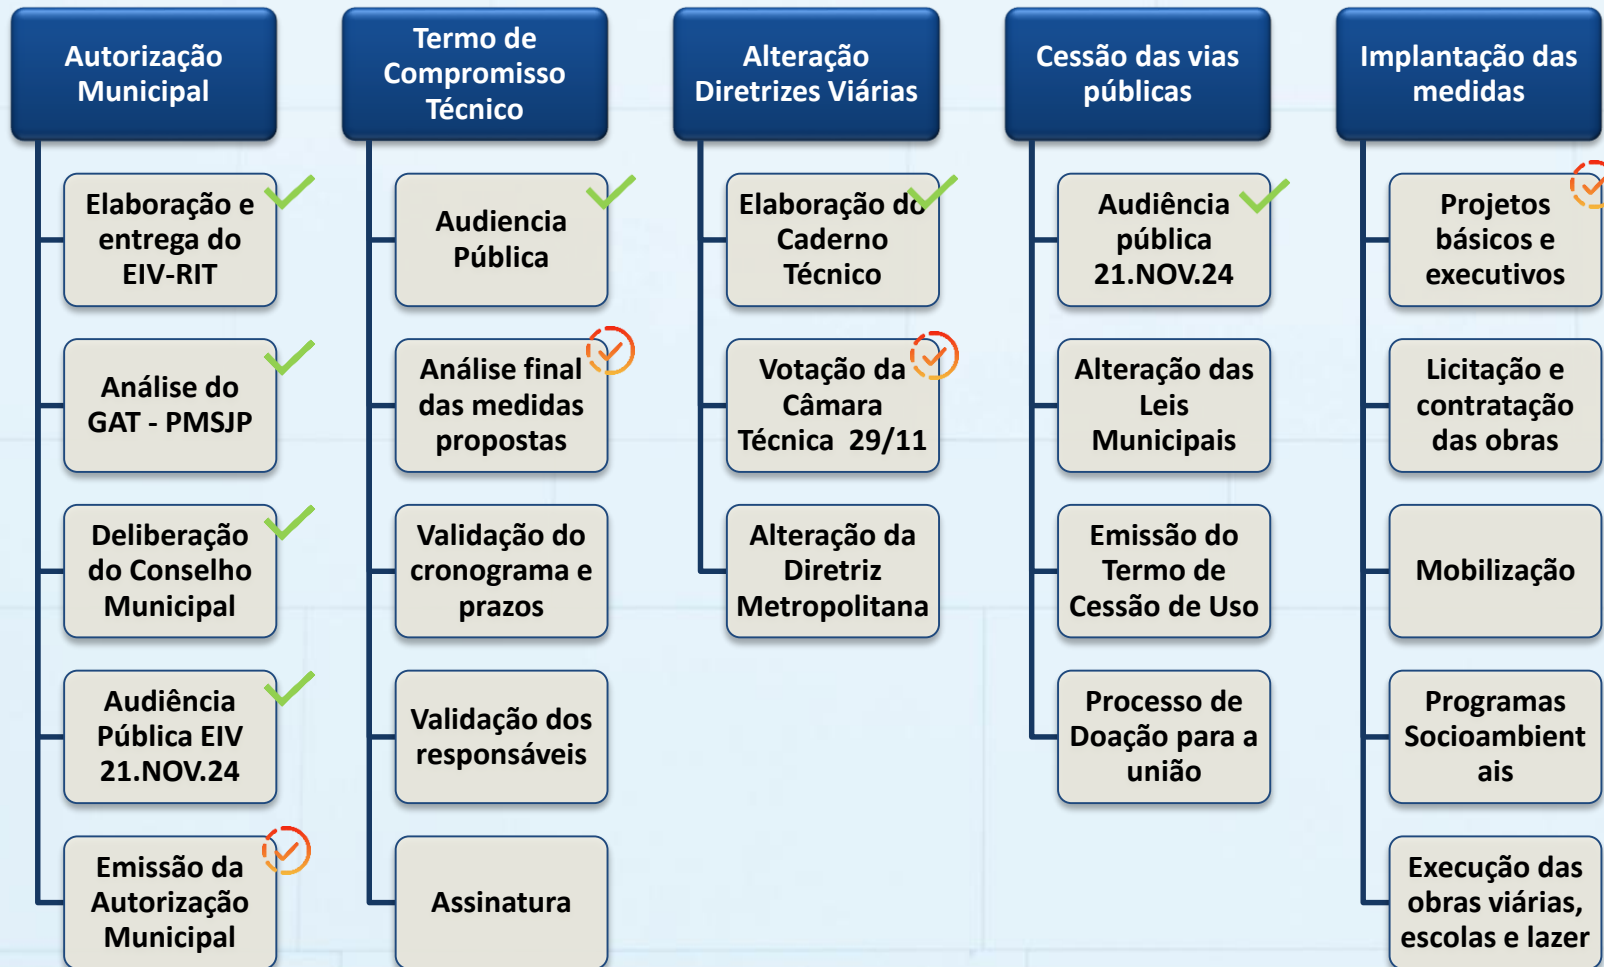 Autorização
Municipal
Elaboração e
entrega do
EIV-RIT
Análise do
GAT - PMSJP
Deliberação
do Conselho
Municipal
Audiência
Pública EIV
21.NOV.24
Emissão da
Autorização
Municipal
Termo de
Compromisso
Técnico
Audiencia
Pública
Análise final
das medidas
propostas
Validação do
cronograma e
prazos
Validação dos
responsáveis
Assinatura
Alteração
Diretrizes Viárias
Elaboração do
Caderno
Técnico
Votação da
Câmara
Técnica 29/11
Alteração da
Diretriz
Metropolitana
Cessão das vias
públicas
Audiência
pública
21.NOV.24
Alteração das
Leis
Municipais
Emissão do
Termo de
Cessão de Uso
Processo de
Doação para a
união
Implantação das
medidas
Projetos
básicos e
executivos
Licitação e
contratação
das obras
Mobilização
Programas
Socioambient
ais
Execução das
obras viárias,
escolas e lazer